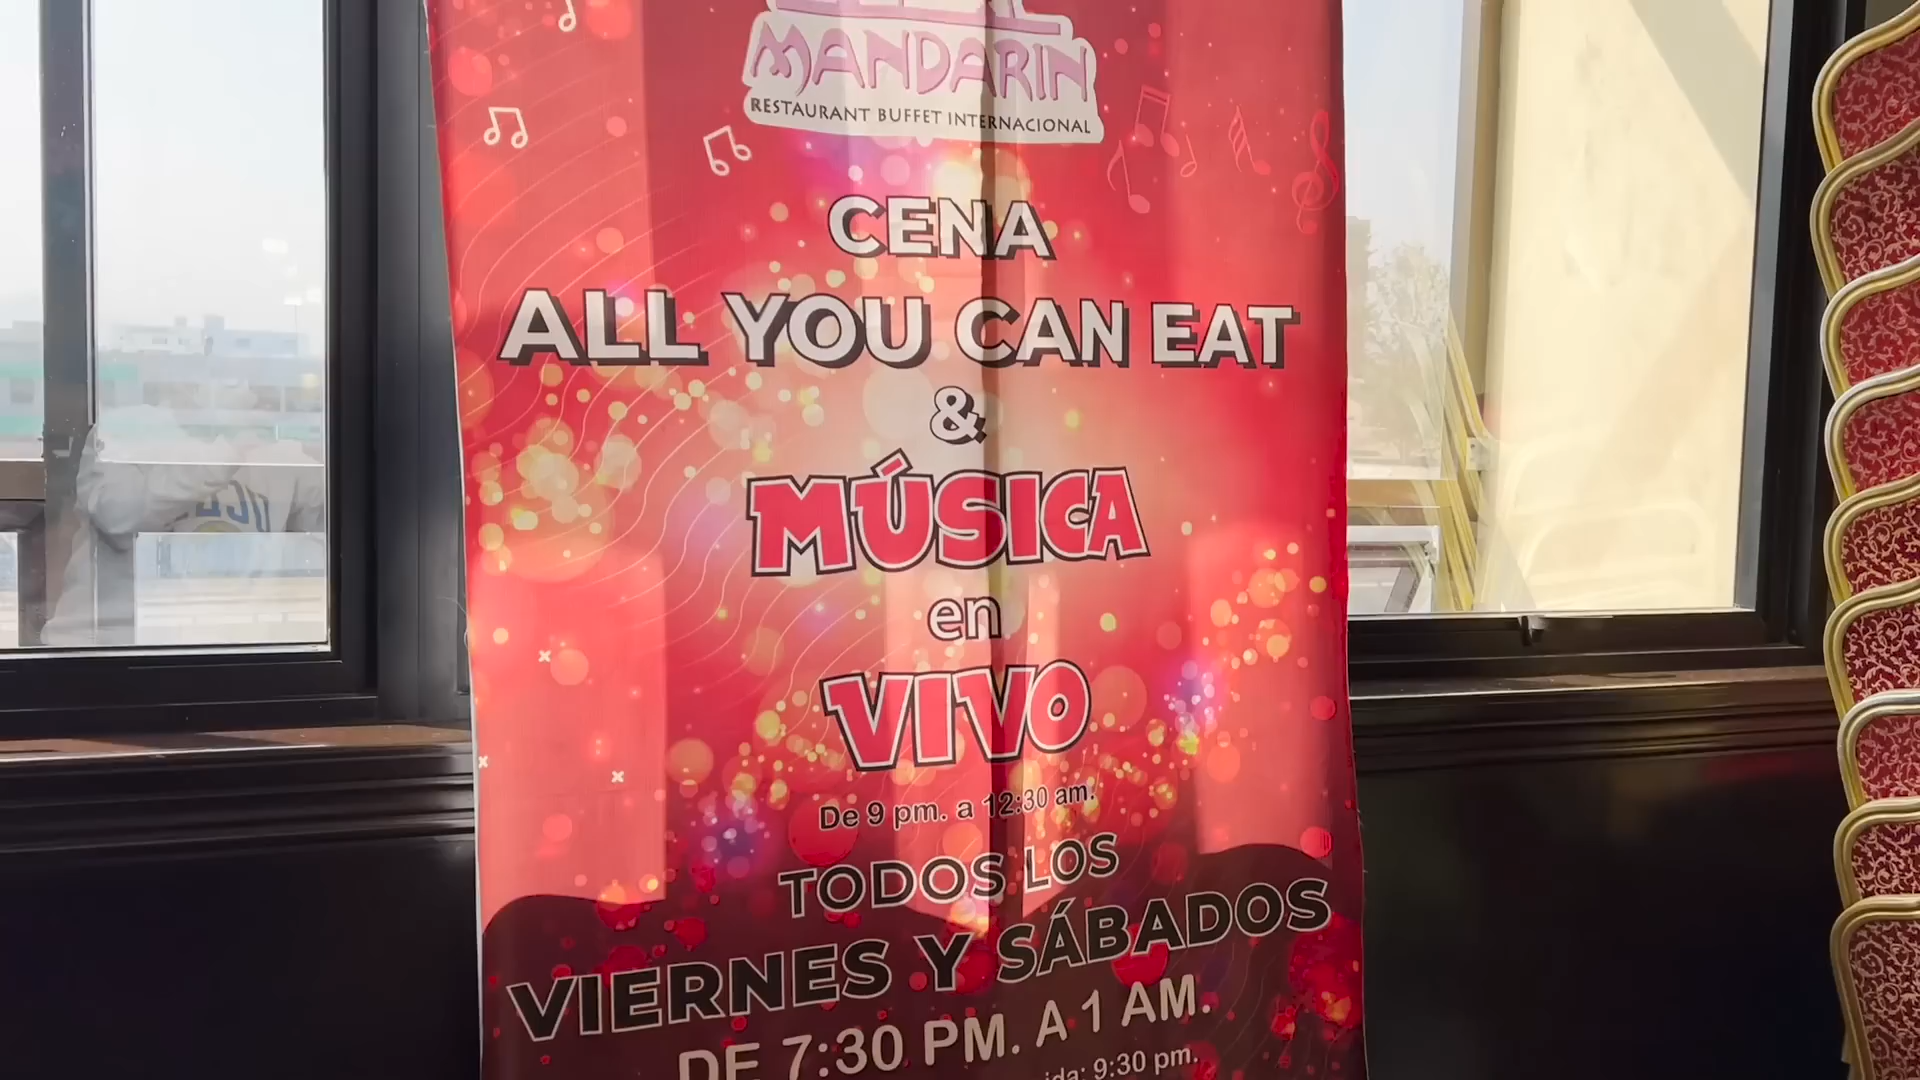 MANDARIN
RESTAURANT BUFFET INTERNACIONAL
CENA
ALL YOU CAN EAT
&
MÚSICA
en
VIVO
De 9 pm. a 12:30 am.
TODOS LOS
VIERNES Y SÁBADOS
DE 7:30 PM. A 1 AM.
9:30 pm.